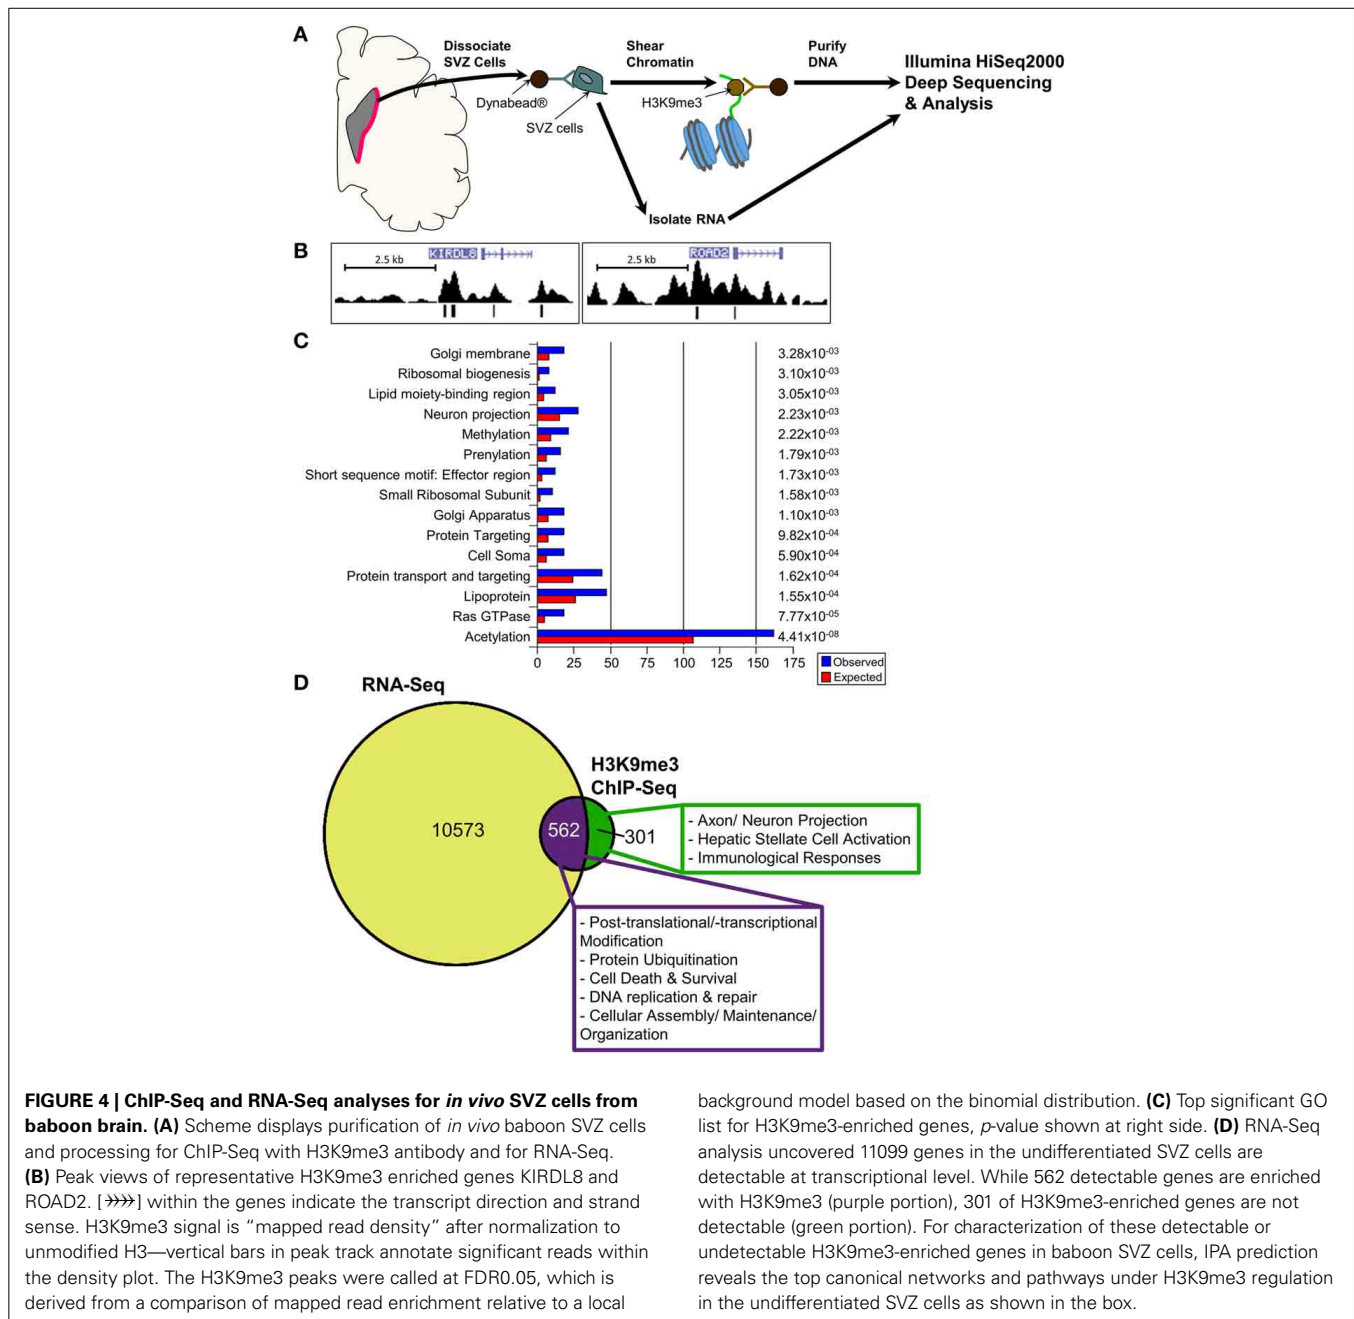 A
Dissociate
SVZ Cells
Shear
Chromatin
Purify
DNA
Illumina HiSeq2000
Deep Sequencing
& Analysis
Dynabead®
H3K9me3
SVZ cells
Isolate RNA
B
KIRDL8
2.5 kb
ROAD2
2.5 kb
C
Golgi membrane 3.28x10-03
Ribosomal biogenesis 3.10x10-03
Lipid moiety-binding region 3.05x10-03
Neuron projection 2.23x10-03
Methylation 2.22x10-03
Prenylation 1.79x10-03
Short sequence motif: Effector region 1.73x10-03
Small Ribosomal Subunit 1.58x10-03
Golgi Apparatus 1.10x10-03
Protein Targeting 9.82x10-04
Cell Soma 5.90x10-04
Protein transport and targeting 1.62x10-04
Lipoprotein 1.55x10-04
Ras GTPase 7.77x10-05
Acetylation 4.41x10-08
0 25 50 75 100 125 150 175
Observed
Expected
D
RNA-Seq
H3K9me3
ChIP-Seq
10573
562
301
- Axon/ Neuron Projection
- Hepatic Stellate Cell Activation
- Immunological Responses
- Post-translational/-transcriptional
Modification
- Protein Ubiquitination
- Cell Death & Survival
- DNA replication & repair
- Cellular Assembly/ Maintenance/
Organization
FIGURE 4 | ChIP-Seq and RNA-Seq analyses for in vivo SVZ cells from
baboon brain. (A) Scheme displays purification of in vivo baboon SVZ cells
and processing for ChIP-Seq with H3K9me3 antibody and for RNA-Seq.
(B) Peak views of representative H3K9me3 enriched genes KIRDL8 and
ROAD2. [>>>>] within the genes indicate the transcript direction and strand
sense. H3K9me3 signal is “mapped read density” after normalization to
unmodified H3—vertical bars in peak track annotate significant reads within
the density plot. The H3K9me3 peaks were called at FDR0.05, which is
derived from a comparison of mapped read enrichment relative to a local
background model based on the binomial distribution. (C) Top significant GO
list for H3K9me3-enriched genes, p-value shown at right side. (D) RNA-Seq
analysis uncovered 11099 genes in the undifferentiated SVZ cells are
detectable at transcriptional level. While 562 detectable genes are enriched
with H3K9me3 (purple portion), 301 of H3K9me3-enriched genes are not
detectable (green portion). For characterization of these detectable or
undetectable H3K9me3-enriched genes in baboon SVZ cells, IPA prediction
reveals the top canonical networks and pathways under H3K9me3 regulation
in the undifferentiated SVZ cells as shown in the box.